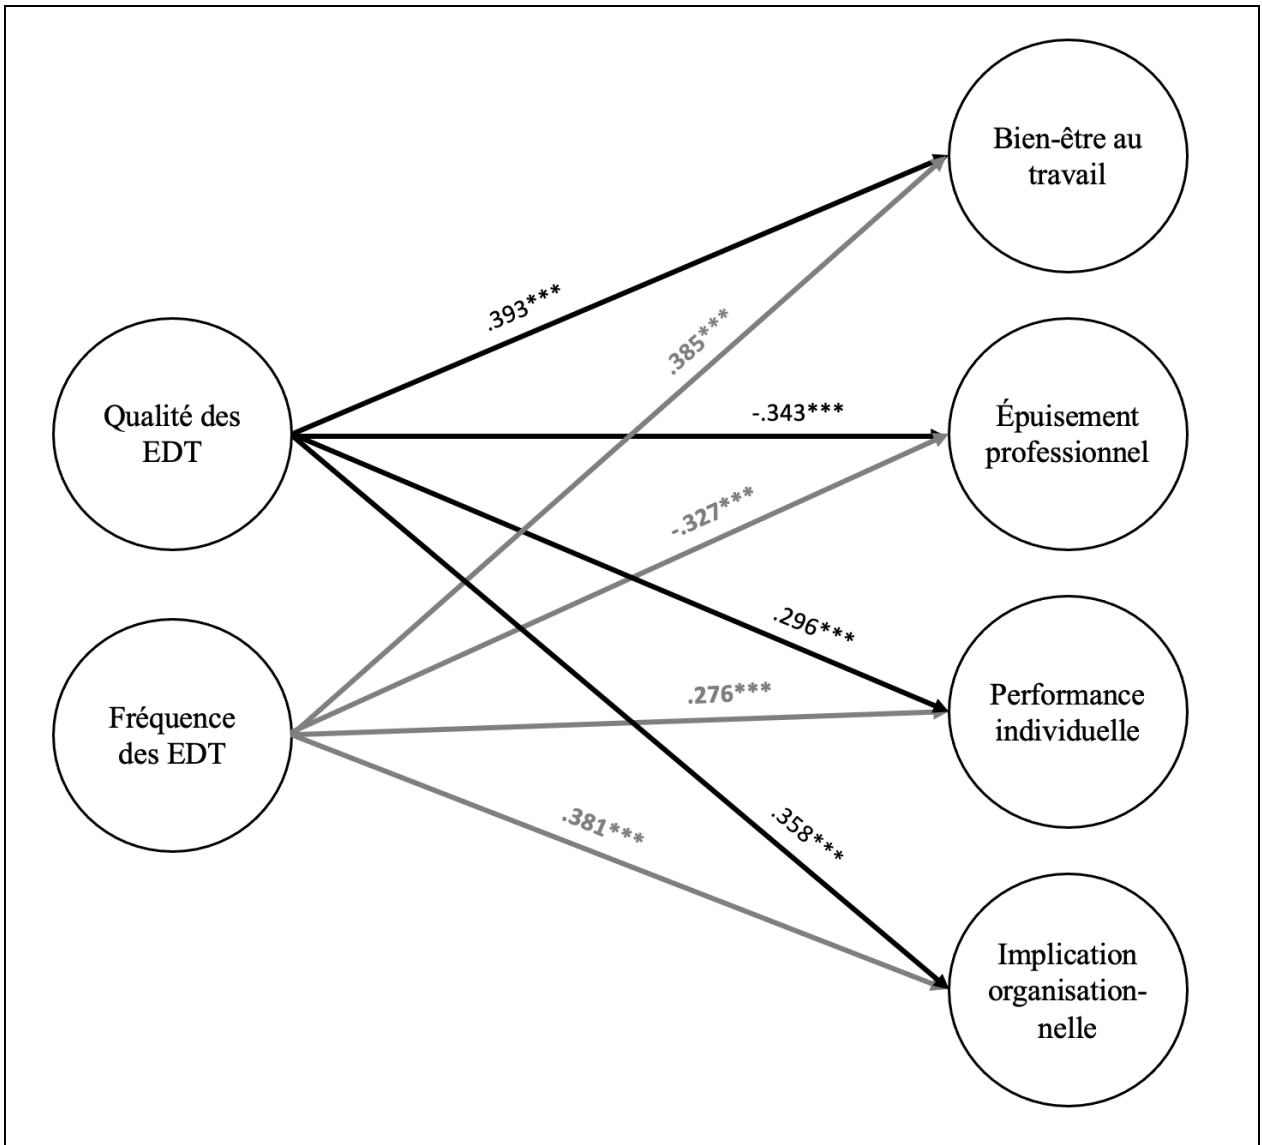 Bien-être au
travail
.393***
.385***
Qualité des
EDT
-.343***
Épuisement
professionnel
-.327***
.296***
Fréquence
des EDT
.276***
Performance
individuelle
.381***
.358***
Implication
organisation-
nelle